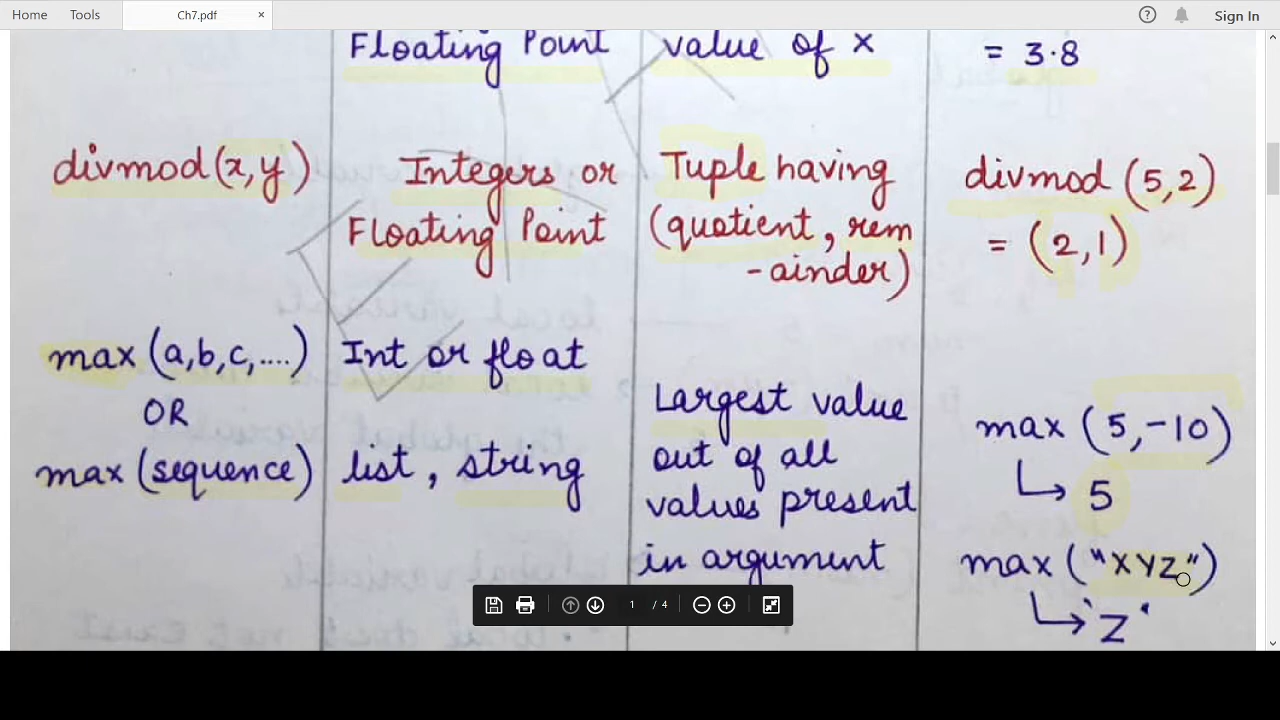 Home Tools Ch7.pdf × Sign In
Floating Point value of x = 3.8
divmod(x,y) Integers or Tuple having divmod (5,2)
Floating Point (quotient, rem = (2,1)
-ainder)
max (a,b,c,....) Int or float
OR Largest value max (5,-10)
max (sequence) list, string out of all
values present ↳ 5
in argument max ("XYZ")
↳ 'Z'
1 / 4